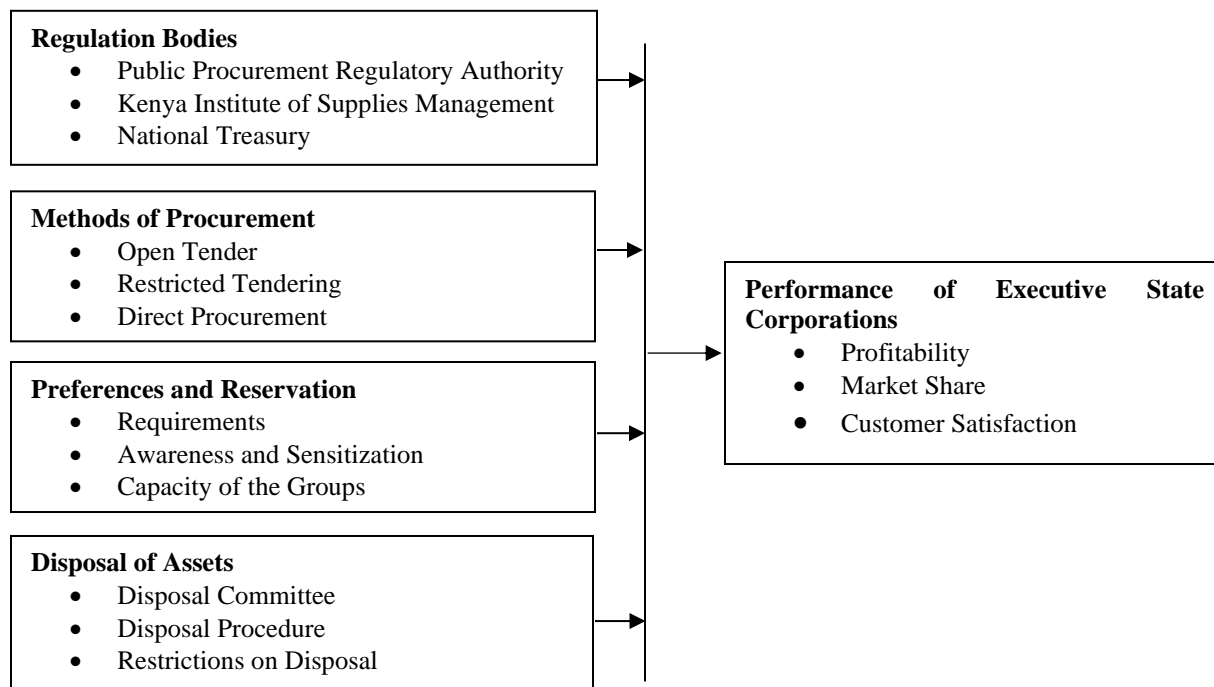 Regulation Bodies
• Public Procurement Regulatory Authority
• Kenya Institute of Supplies Management
• National Treasury
Methods of Procurement
• Open Tender
• Restricted Tendering
• Direct Procurement
Preferences and Reservation
• Requirements
• Awareness and Sensitization
• Capacity of the Groups
Disposal of Assets
• Disposal Committee
• Disposal Procedure
• Restrictions on Disposal
Performance of Executive State
Corporations
• Profitability
• Market Share
• Customer Satisfaction